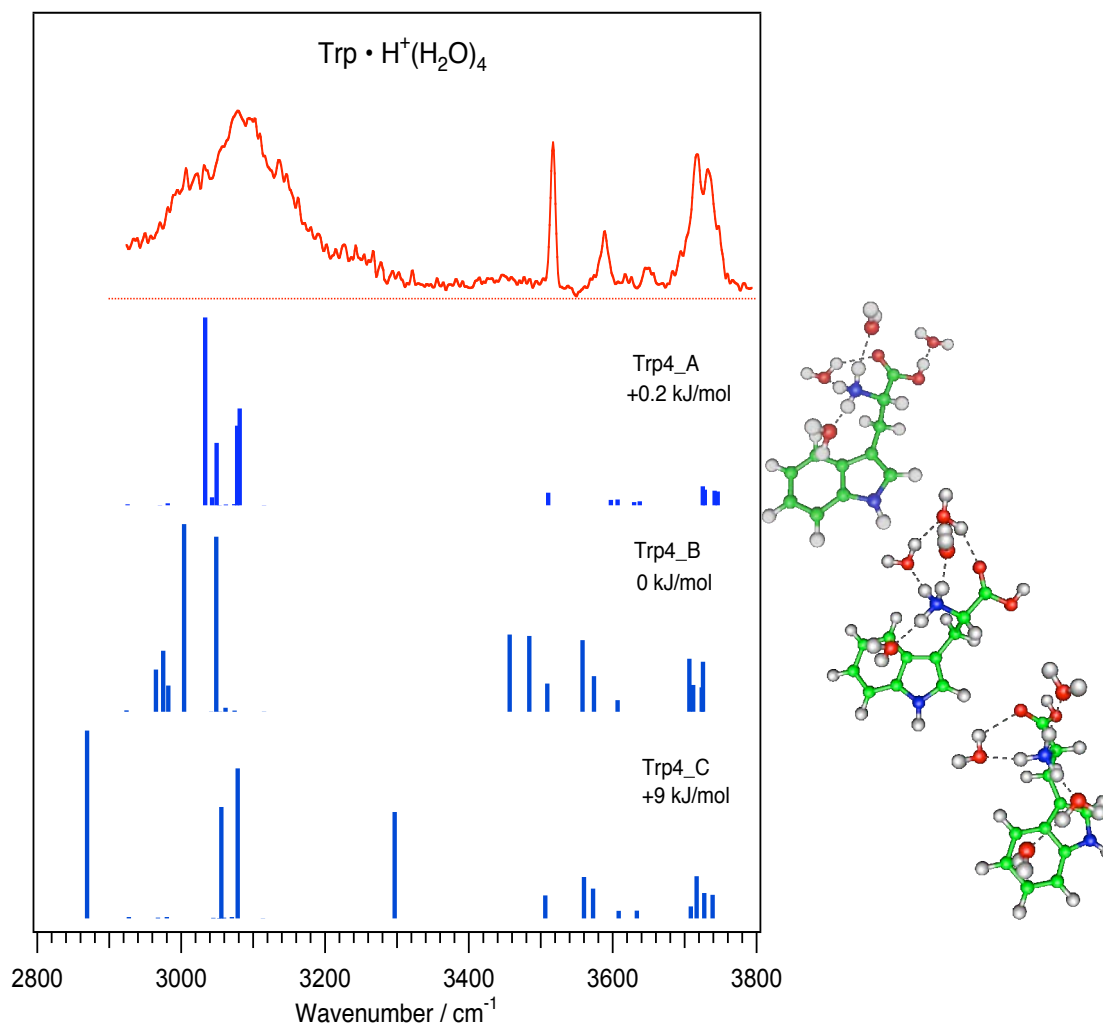 Trp • H⁺(H₂O)₄
Trp4_A
+0.2 kJ/mol
Trp4_B
0 kJ/mol
Trp4_C
+9 kJ/mol
2800 3000 3200 3400 3600 3800
Wavenumber / cm⁻¹